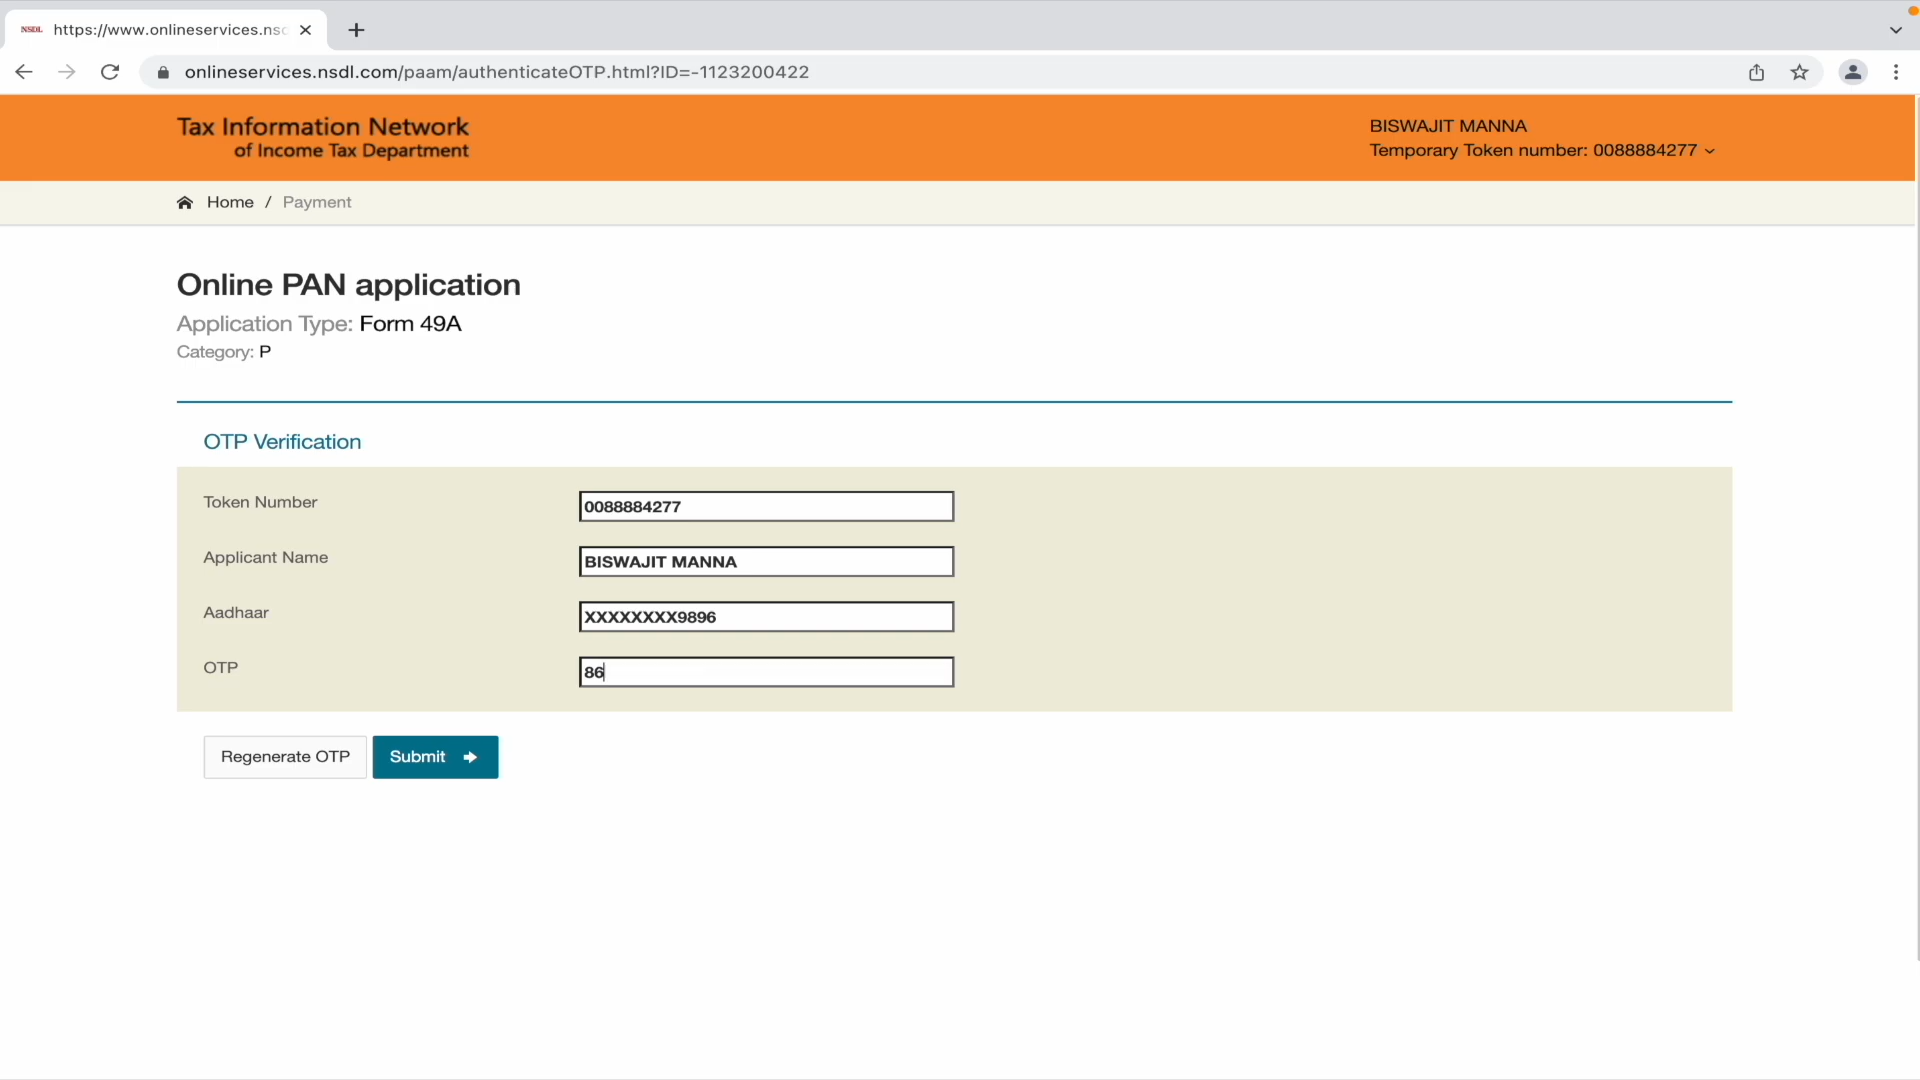 NSDL https://www.onlineservices.nsd
onlineservices.nsdl.com/paam/authenticateOTP.html?ID=-1123200422
Tax Information Network
of Income Tax Department
BISWAJIT MANNA
Temporary Token number: 0088884277
Home / Payment
Online PAN application
Application Type: Form 49A
Category: P
OTP Verification
Token Number 0088884277
Applicant Name BISWAJIT MANNA
Aadhaar XXXXXXXX9896
OTP 86
Regenerate OTP Submit